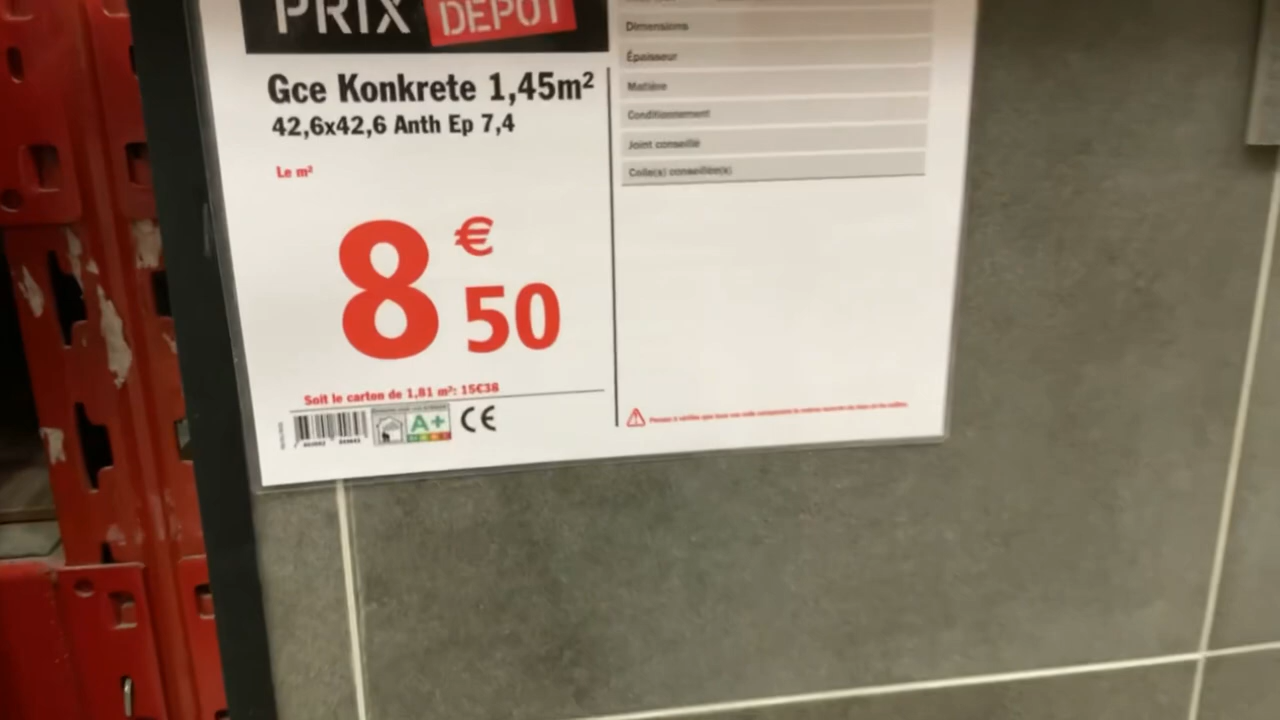 PRIX DÉPÔT
Gce Konkrete 1,45m²
42,6x42,6 Anth Ep 7,4
Le m²
8 € 50
Soit le carton de 1,81 m²: 15€38
A+
CE
Dimensions
Épaisseur
Matière
Conditionnement
Joint conseillé
Colle(s) conseillée(s)